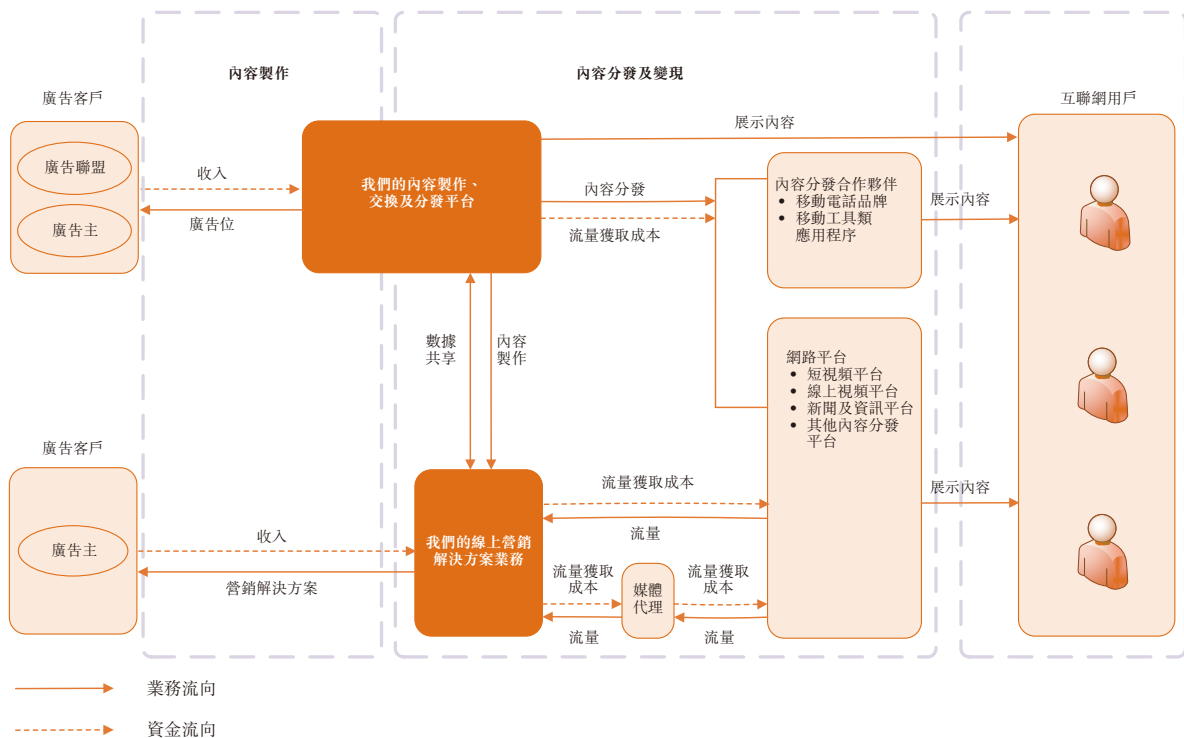 內容製作
內容分發及變現
廣告客戶
互聯網用戶
廣告聯盟
廣告主
收入
廣告位
我們的內容製作、
交換及分發平台
展示內容
內容分發
流量獲取成本
內容分發合作夥伴
• 移動電話品牌
• 移動工具類
應用程序
展示內容
數據
共享
內容
製作
網路平台
• 短視頻平台
• 線上視頻平台
• 新聞及資訊平台
• 其他內容分發
平台
廣告客戶
廣告主
收入
營銷解決方案
我們的線上營銷
解決方案業務
流量獲取成本
流量
展示內容
流量獲取
成本
流量
媒體
代理
流量獲取
成本
流量
業務流向
資金流向